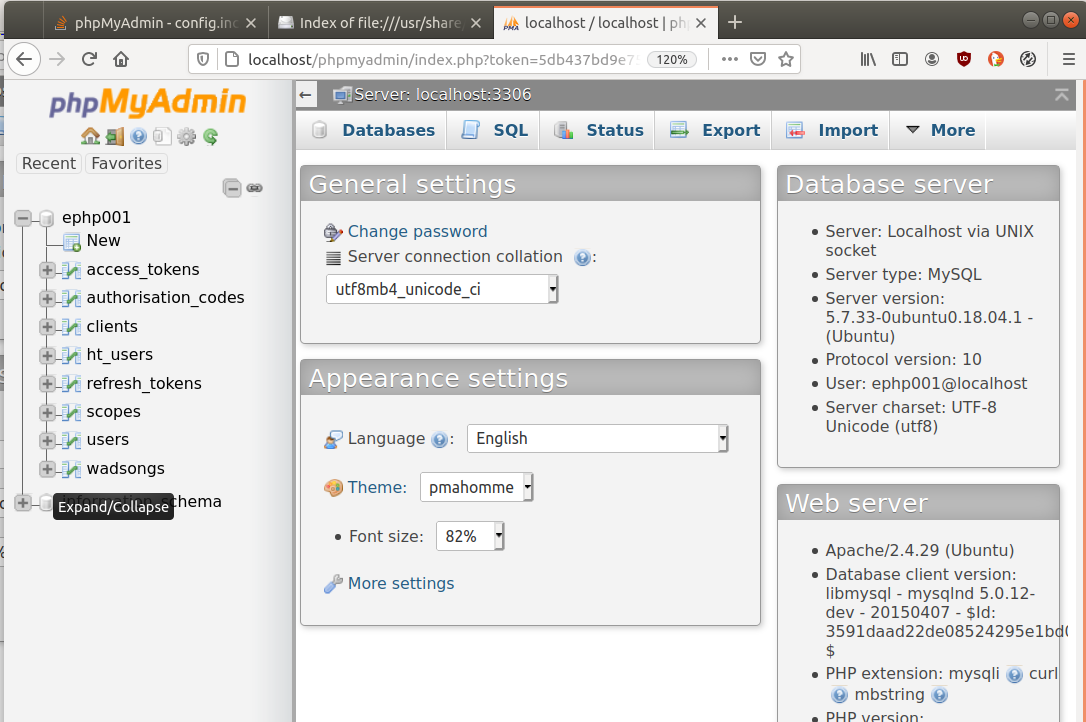 phpMyAdmin - config.inc
Index of file:///usr/share
localhost / localhost | ph
localhost/phpmyadmin/index.php?token=5db437bd9e75
120%
phpMyAdmin
Recent
Favorites
ephp001
New
access_tokens
authorisation_codes
clients
ht_users
refresh_tokens
scopes
users
wadsongs
information_schema
Expand/Collapse
Server: localhost:3306
Databases
SQL
Status
Export
Import
More
General settings
Change password
Server connection collation :
utf8mb4_unicode_ci
Appearance settings
Language :
English
Theme:
pmahomme
Font size:
82%
More settings
Database server
Server: Localhost via UNIX
socket
Server type: MySQL
Server version:
5.7.33-0ubuntu0.18.04.1 -
(Ubuntu)
Protocol version: 10
User: ephp001@localhost
Server charset: UTF-8
Unicode (utf8)
Web server
Apache/2.4.29 (Ubuntu)
Database client version:
libmysql - mysqlnd 5.0.12-
dev - 20150407 - $Id:
3591daad22de08524295e1bd0
$
PHP extension: mysqli curl
mbstring
PHP version: